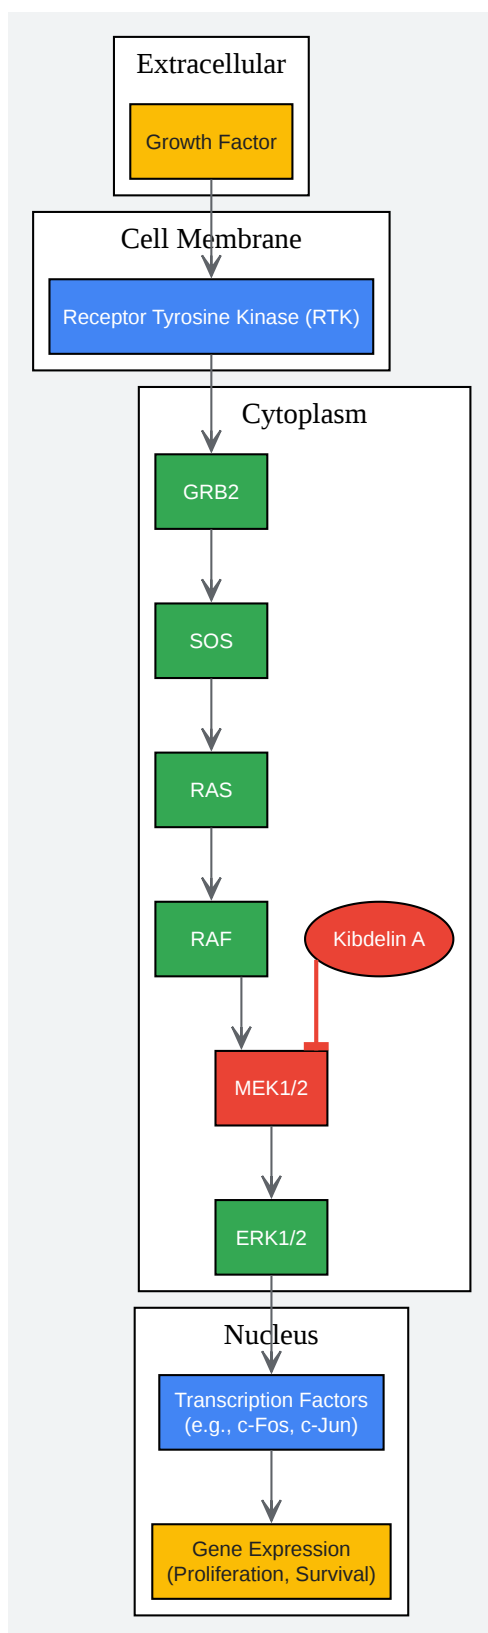 Extracellular
Growth Factor
Cell Membrane
Receptor Tyrosine Kinase (RTK)
Cytoplasm
GRB2
SOS
RAS
RAF
Kibdelin A
MEK1/2
ERK1/2
Nucleus
Transcription Factors
(e.g., c-Fos, c-Jun)
Gene Expression
(Proliferation, Survival)